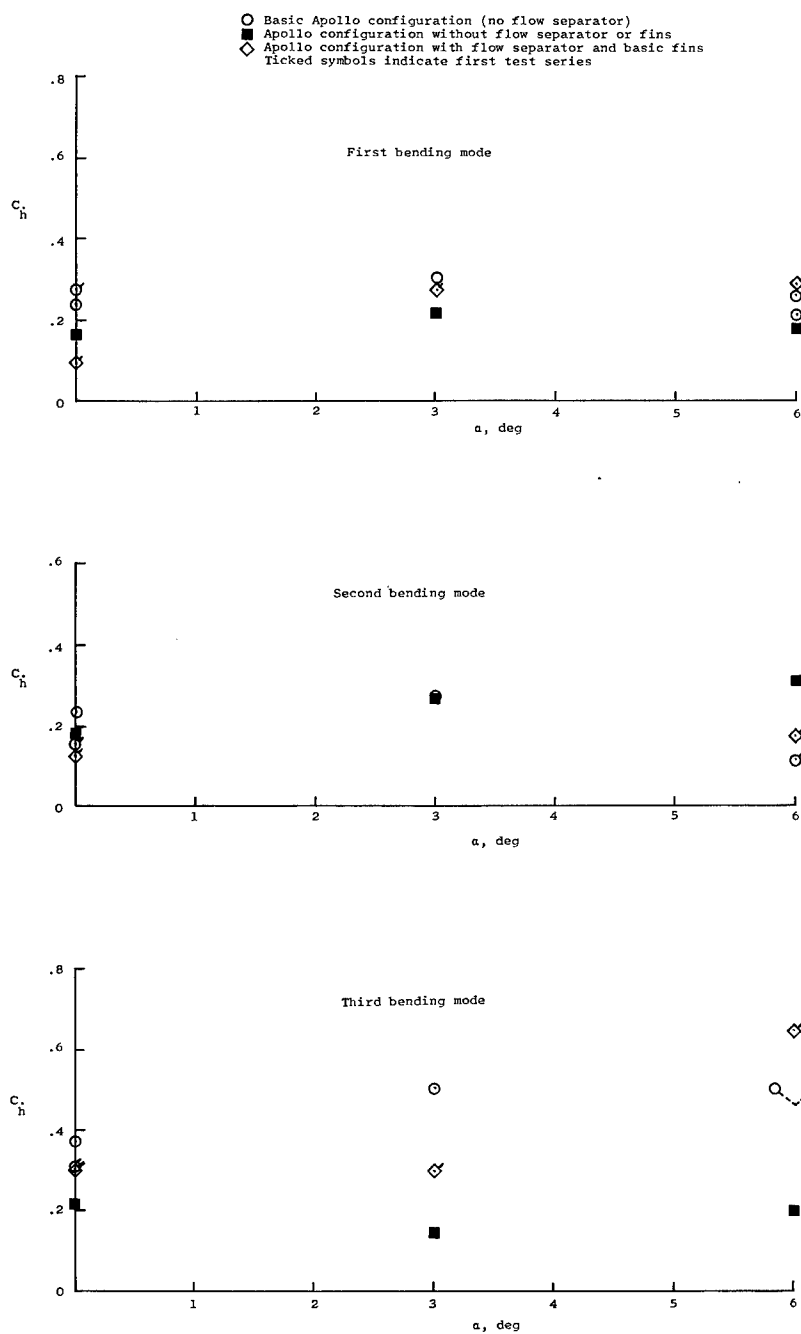 Basic Apollo configuration (no flow separator)
Apollo configuration without flow separator or fins
Apollo configuration with flow separator and basic fins
Ticked symbols indicate first test series
.8
First bending mode
.6
Cḣ
.4
.2
0
1 2 3 4 5 6
α, deg
.6
Second bending mode
.4
Cḣ
.2
0
1 2 3 4 5 6
α, deg
.8
Third bending mode
.6
Cḣ
.4
.2
0
1 2 3 4 5 6
α, deg